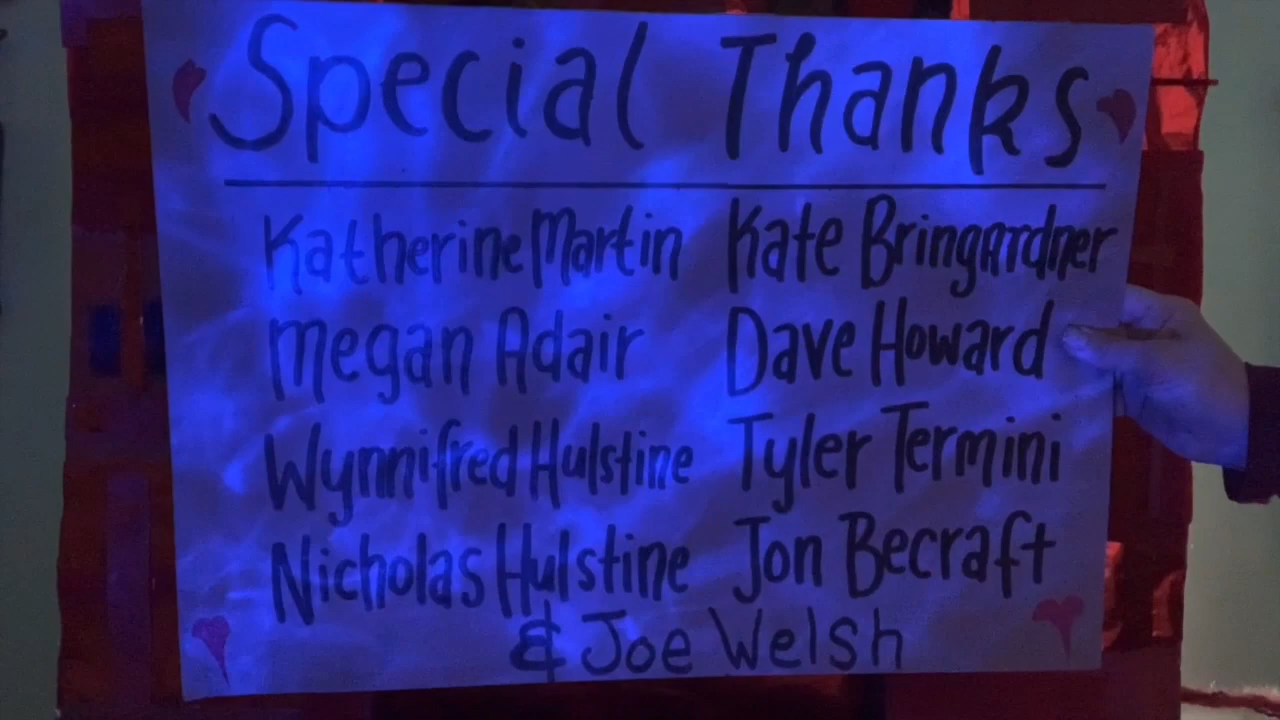 Special Thanks
Katherine Martin Kate Bringardner
Megan Adair Dave Howard
Wynnifred Hulstine Tyler Termini
Nicholas Hulstine Jon Becraft
& Joe Welsh